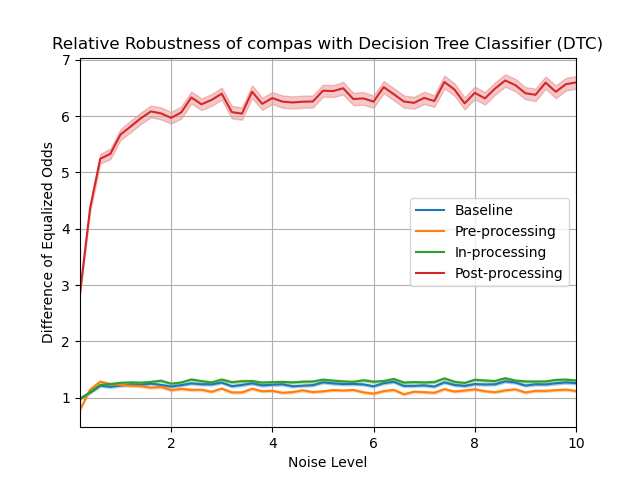 Relative Robustness of compas with Decision Tree Classifier (DTC)
Difference of Equalized Odds
7
6
5
4
3
2
1
Baseline
Pre-processing
In-processing
Post-processing
2
4
6
8
10
Noise Level